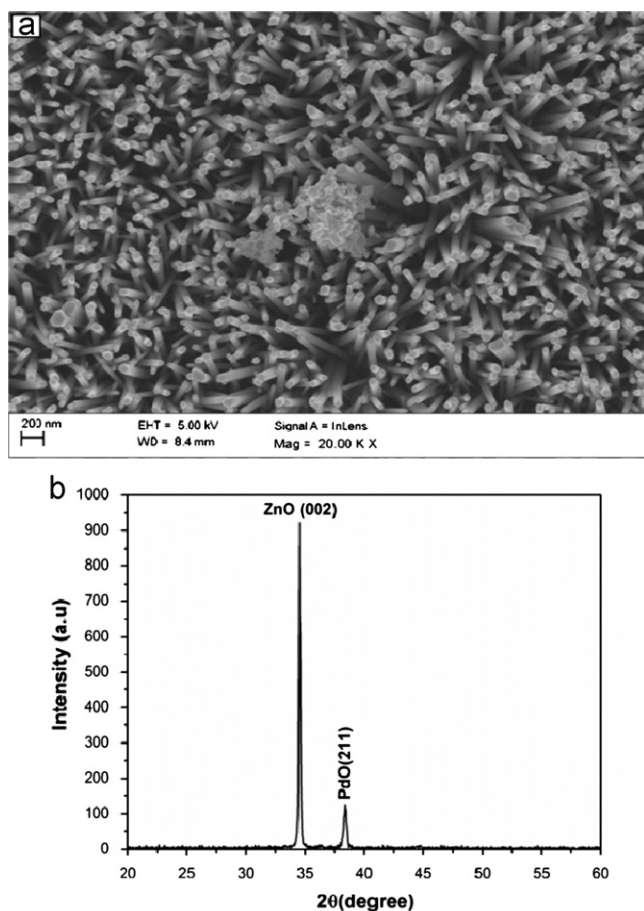 a
200 nm
EHT = 5.00 kV
Signal A = InLens
WD = 8.4 mm
Mag = 20.00 K X
b
1000
900
800
700
600
500
400
300
200
100
0
Intensity (a.u)
ZnO (002)
PdO(211)
20 25 30 35 40 45 50 55 60
2θ(degree)